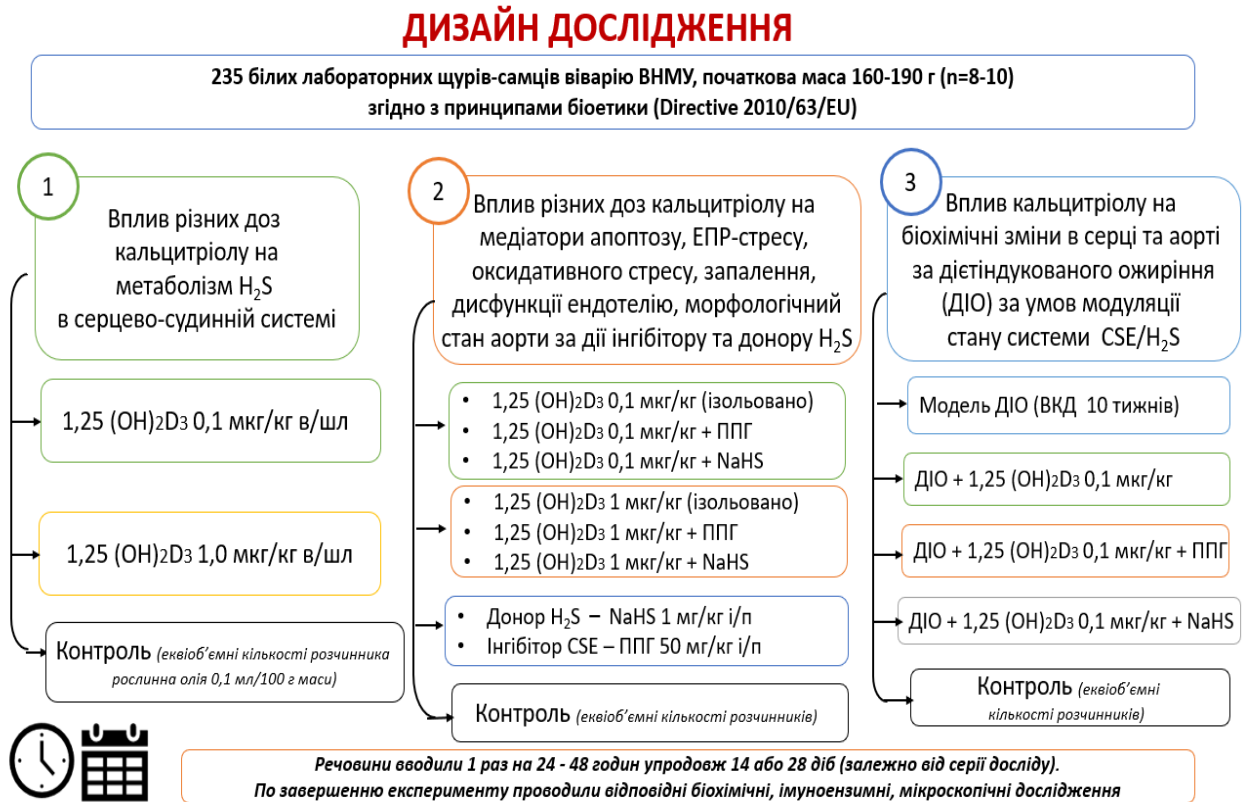 ДИЗАЙН ДОСЛІДЖЕННЯ
235 білих лабораторних щурів-самців віварію ВНМУ, початкова маса 160-190 г (n=8-10)
згідно з принципами біоетики (Directive 2010/63/EU)
1
Вплив різних доз
кальцитріолу на
метаболізм H₂S
в серцево-судинній системі
1,25 (OH)₂D₃ 0,1 мкг/кг в/шл
1,25 (OH)₂D₃ 1,0 мкг/кг в/шл
Контроль (еквіоб’ємні кількості розчинника
рослинна олія 0,1 мл/100 г маси)
2
Вплив різних доз кальцитріолу на
медіатори апоптозу, ЕПР-стресу,
оксидативного стресу, запалення,
дисфункції ендотелію, морфологічний
стан аорти за дії інгібітору та донору H₂S
• 1,25 (OH)₂D₃ 0,1 мкг/кг (ізольовано)
• 1,25 (OH)₂D₃ 0,1 мкг/кг + ППГ
• 1,25 (OH)₂D₃ 0,1 мкг/кг + NaHS
• 1,25 (OH)₂D₃ 1 мкг/кг (ізольовано)
• 1,25 (OH)₂D₃ 1 мкг/кг + ППГ
• 1,25 (OH)₂D₃ 1 мкг/кг + NaHS
• Донор H₂S – NaHS 1 мг/кг і/п
• Інгібітор CSE – ППГ 50 мг/кг і/п
Контроль (еквіоб’ємні кількості розчинників)
3
Вплив кальцитріолу на
біохімічні зміни в серці та аорті
за дієтіндукованого ожиріння
(ДІО) за умов модуляції
стану системи CSE/H₂S
Модель ДІО (ВКД 10 тижнів)
ДІО + 1,25 (OH)₂D₃ 0,1 мкг/кг
ДІО + 1,25 (OH)₂D₃ 0,1 мкг/кг + ППГ
ДІО + 1,25 (OH)₂D₃ 0,1 мкг/кг + NaHS
Контроль (еквіоб’ємні
кількості розчинників)
Речовини вводили 1 раз на 24 - 48 годин упродовж 14 або 28 діб (залежно від серії досліду).
По завершенню експерименту проводили відповідні біохімічні, імуноензимні, мікроскопічні дослідження